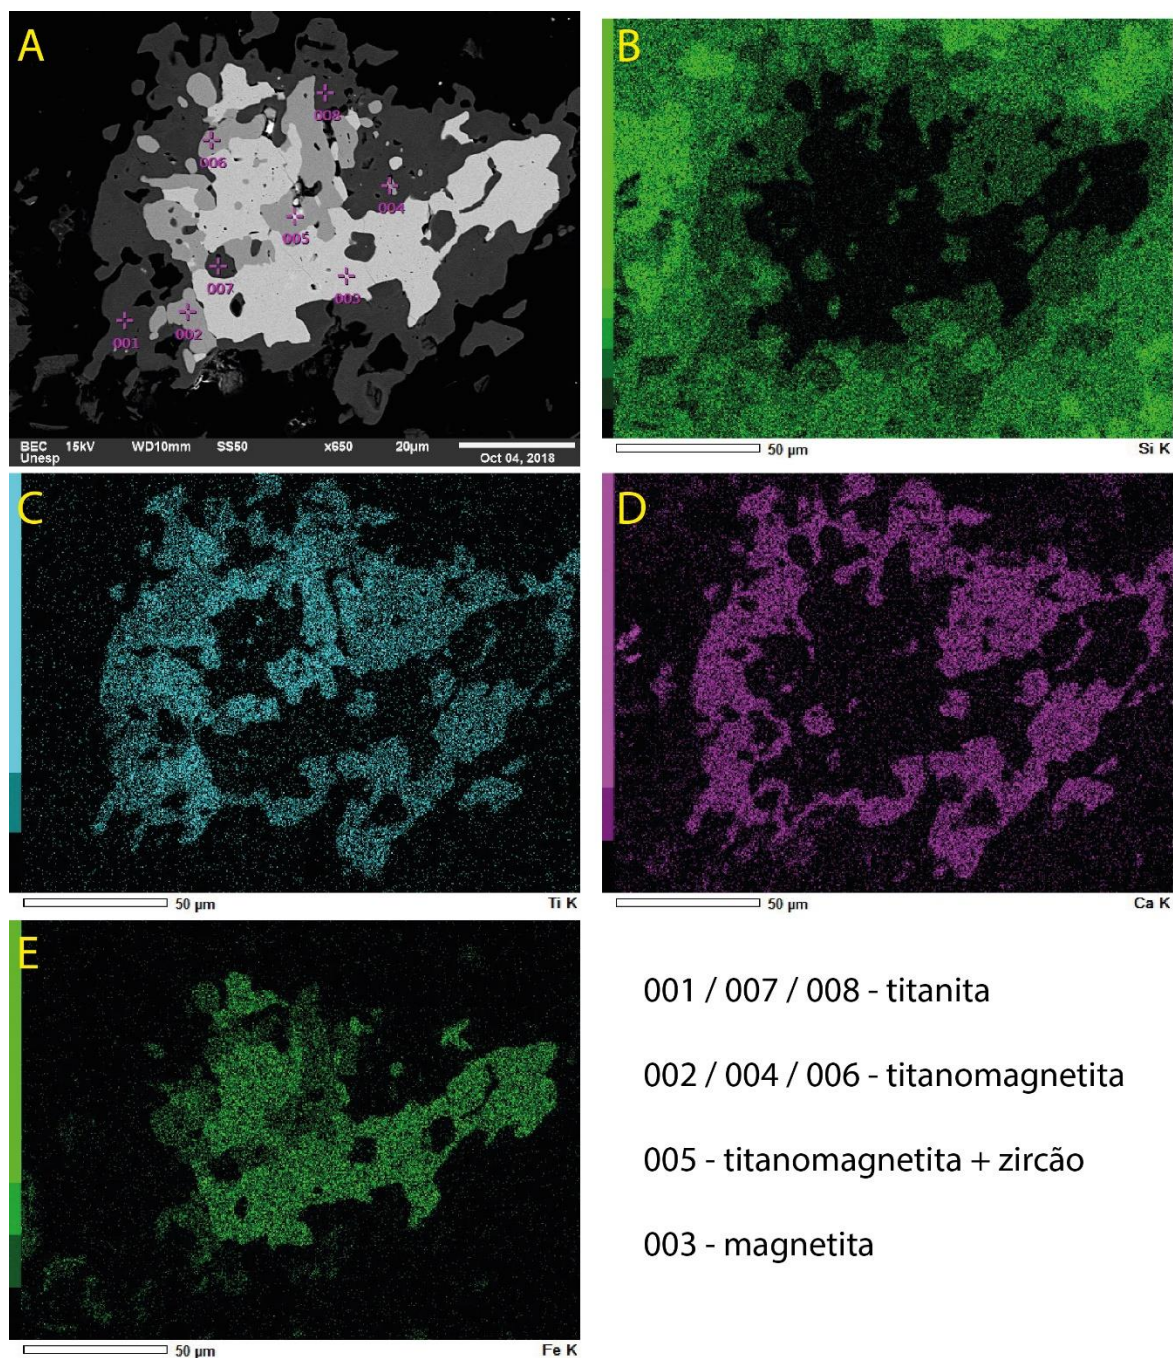 A
B
008
006
004
005
007
003
001
002
BEC 15kV WD10mm SS50 x650 20µm
Unesp Oct 04, 2018
50 µm Si K
C
D
50 µm Ti K
50 µm Ca K
E
001 / 007 / 008 - titanita
002 / 004 / 006 - titanomagnetita
005 - titanomagnetita + zircão
003 - magnetita
50 µm Fe K